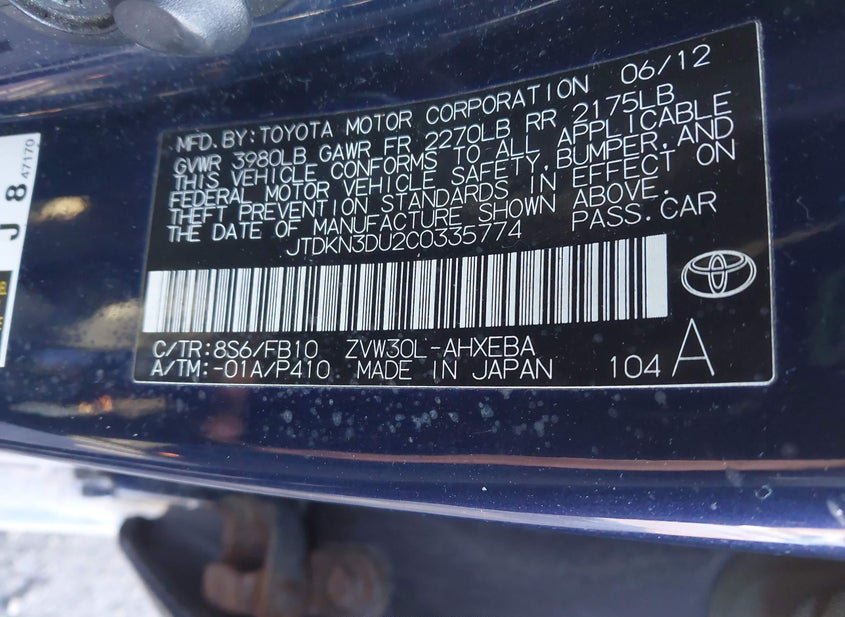 MFD.BY:TOYOTA MOTOR CORPORATION 06/12
GVWR 3980LB GAWR FR 2270LB RR 2175LB
THIS VEHICLE CONFORMS TO ALL APPLICABLE
FEDERAL MOTOR VEHICLE SAFETY,BUMPER,AND
THEFT PREVENTION STANDARDS IN EFFECT ON
THE DATE OF MANUFACTURE SHOWN ABOVE.
JTDKN3DU2C0335774 PASS.CAR
C/TR:8S6/FB10 ZVW30L-AHXEBA
A/TM:-01A/P410 MADE IN JAPAN 104 A
J 8
47170